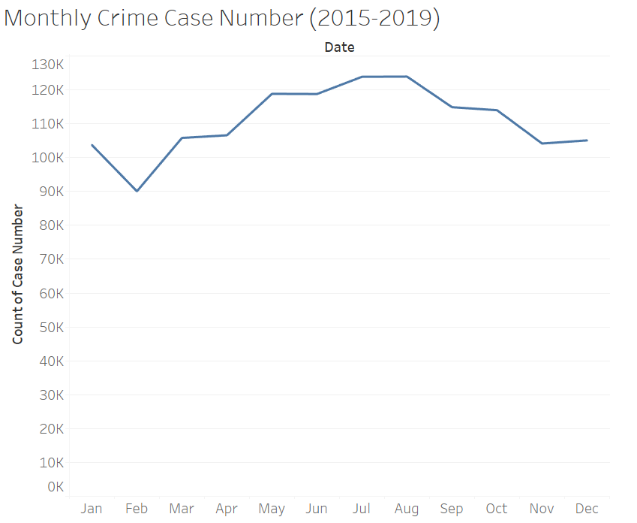 Monthly Crime Case Number (2015-2019)
Date
130K
120K
110K
100K
90K
80K
70K
60K
50K
40K
30K
20K
10K
0K
Count of Case Number
Jan Feb Mar Apr May Jun Jul Aug Sep Oct Nov Dec